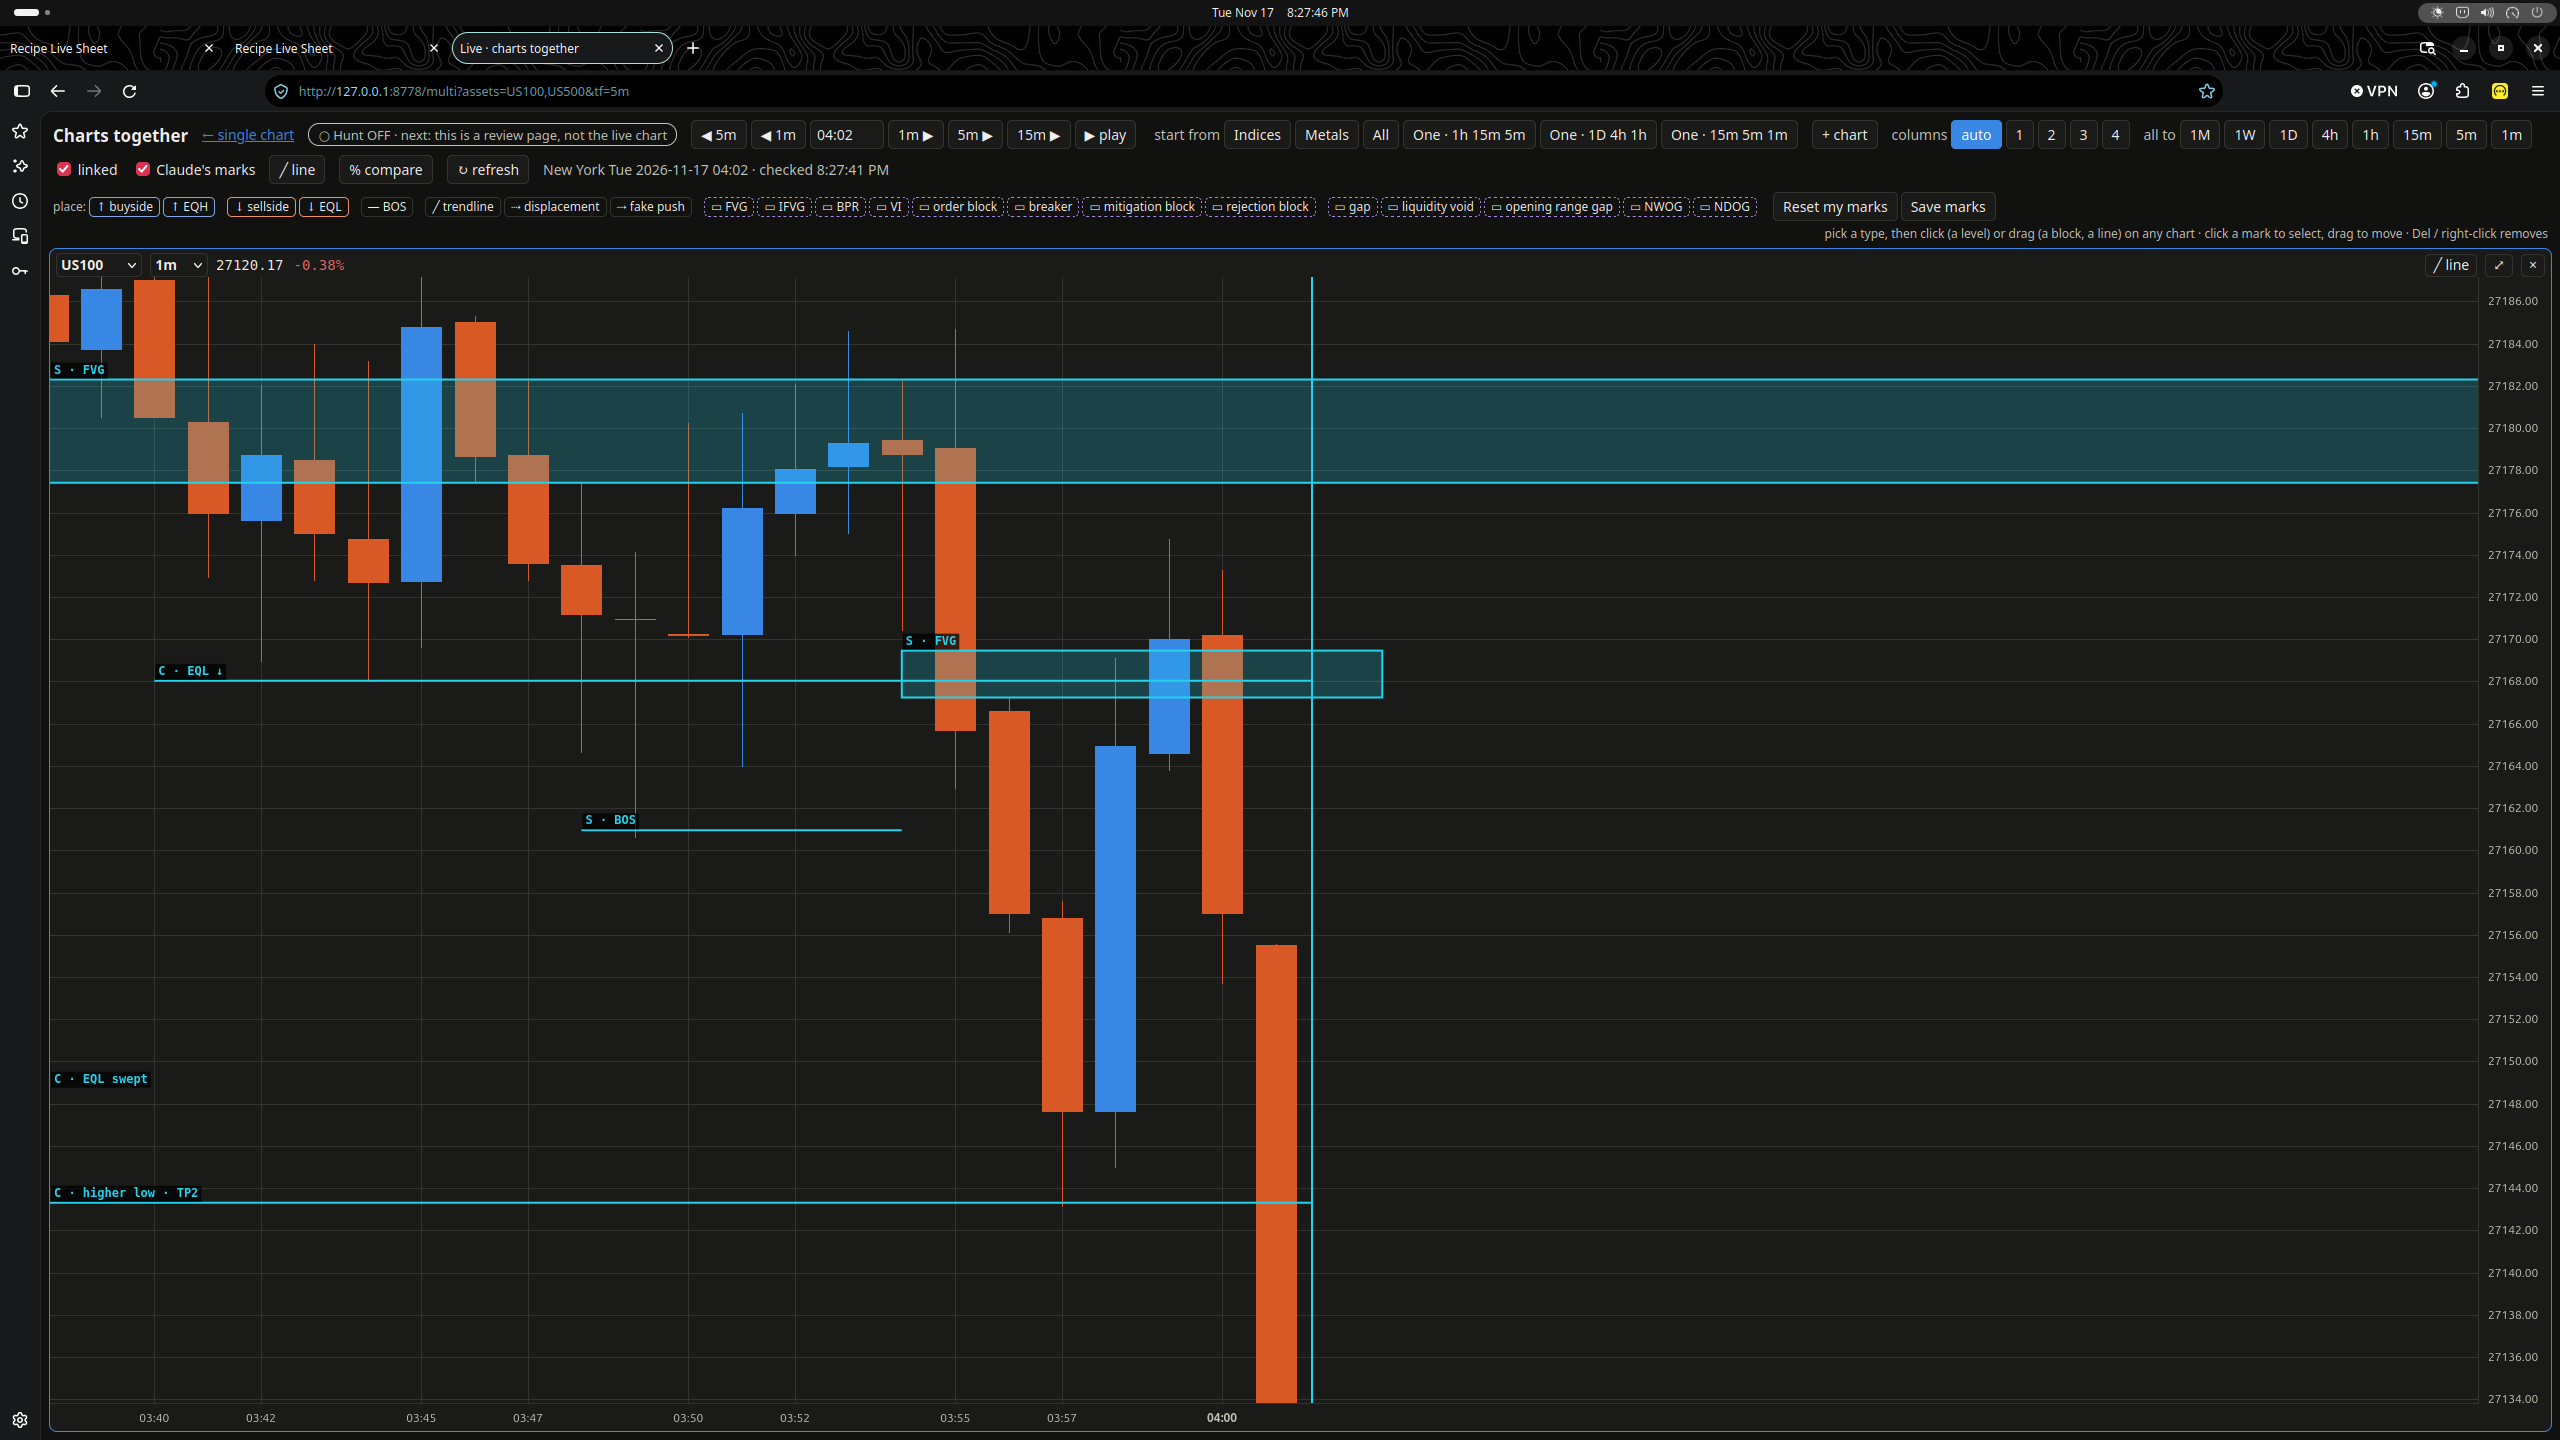 Tue Nov 17 8:27:46 PM
Recipe Live Sheet
Recipe Live Sheet
Live · charts together
http://127.0.0.1:8778/multi?assets=US100,US500&tf=5m
VPN
Charts together
← single chart
○ Hunt OFF · next: this is a review page, not the live chart
◀ 5m
◀ 1m
04:02
1m ▶
5m ▶
15m ▶
▶ play
start from
Indices
Metals
All
One · 1h 15m 5m
One · 1D 4h 1h
One · 15m 5m 1m
+ chart
columns
auto
1
2
3
4
all to
1M
1W
1D
4h
1h
15m
5m
1m
linked
Claude's marks
╱ line
% compare
↻ refresh
New York Tue 2026-11-17 04:02 · checked 8:27:41 PM
place:
↑ buyside
↑ EQH
↓ sellside
↓ EQL
— BOS
╱ trendline
→ displacement
→ fake push
▭ FVG
▭ IFVG
▭ BPR
▭ VI
▭ order block
▭ breaker
▭ mitigation block
▭ rejection block
▭ gap
▭ liquidity void
▭ opening range gap
▭ NWOG
▭ NDOG
Reset my marks
Save marks
pick a type, then click (a level) or drag (a block, a line) on any chart · click a mark to select, drag to move · Del / right-click removes
US100
1m
27120.17 -0.38%
╱ line
27186.00
27184.00
S · FVG
27182.00
27180.00
27178.00
27176.00
27174.00
27172.00
S · FVG
27170.00
C · EQL ↓
27168.00
27166.00
27164.00
27162.00
S · BOS
27160.00
27158.00
27156.00
27154.00
27152.00
27150.00
C · EQL swept
27148.00
27146.00
C · higher low · TP2
27144.00
27142.00
27140.00
27138.00
27136.00
27134.00
03:40
03:42
03:45
03:47
03:50
03:52
03:55
03:57
04:00